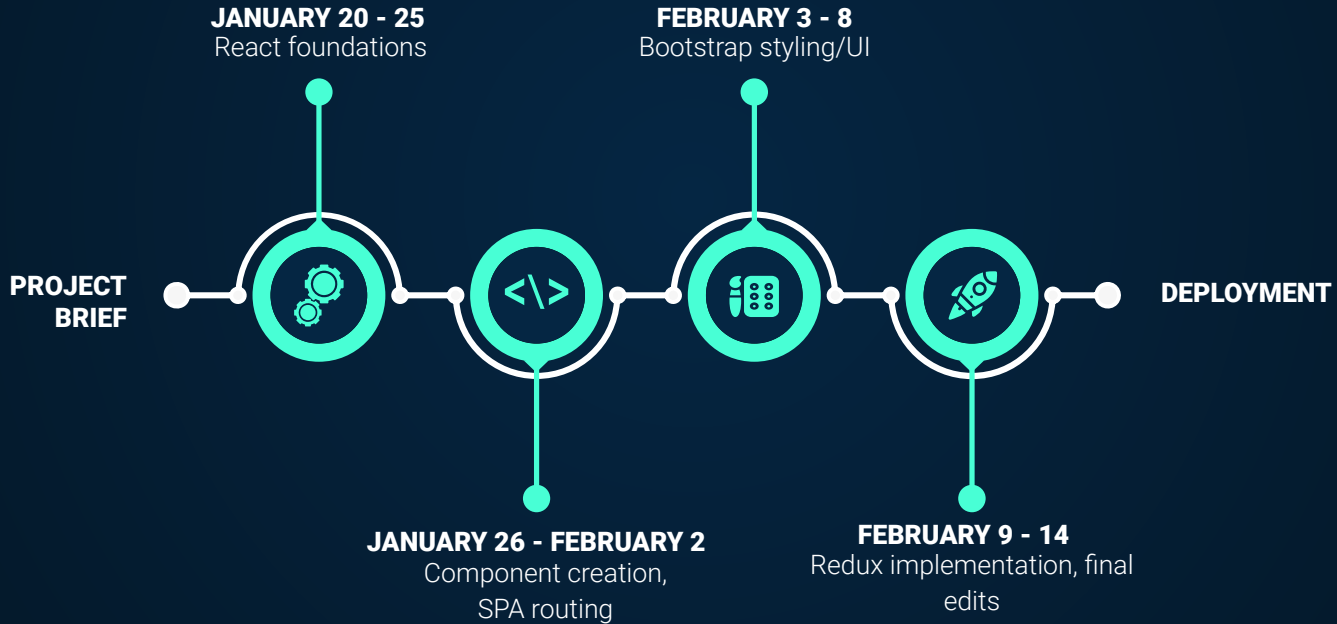 JANUARY 20 - 25
React foundations
FEBRUARY 3 - 8
Bootstrap styling/UI
PROJECT
BRIEF
<\>
DEPLOYMENT
JANUARY 26 - FEBRUARY 2
Component creation,
SPA routing
FEBRUARY 9 - 14
Redux implementation, final
edits